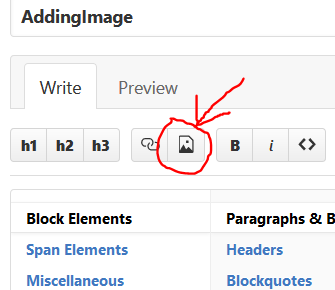 AddingImage
Write Preview
h1 h2 h3 B i <>
Block Elements Paragraphs & B
Span Elements Headers
Miscellaneous Blockquotes